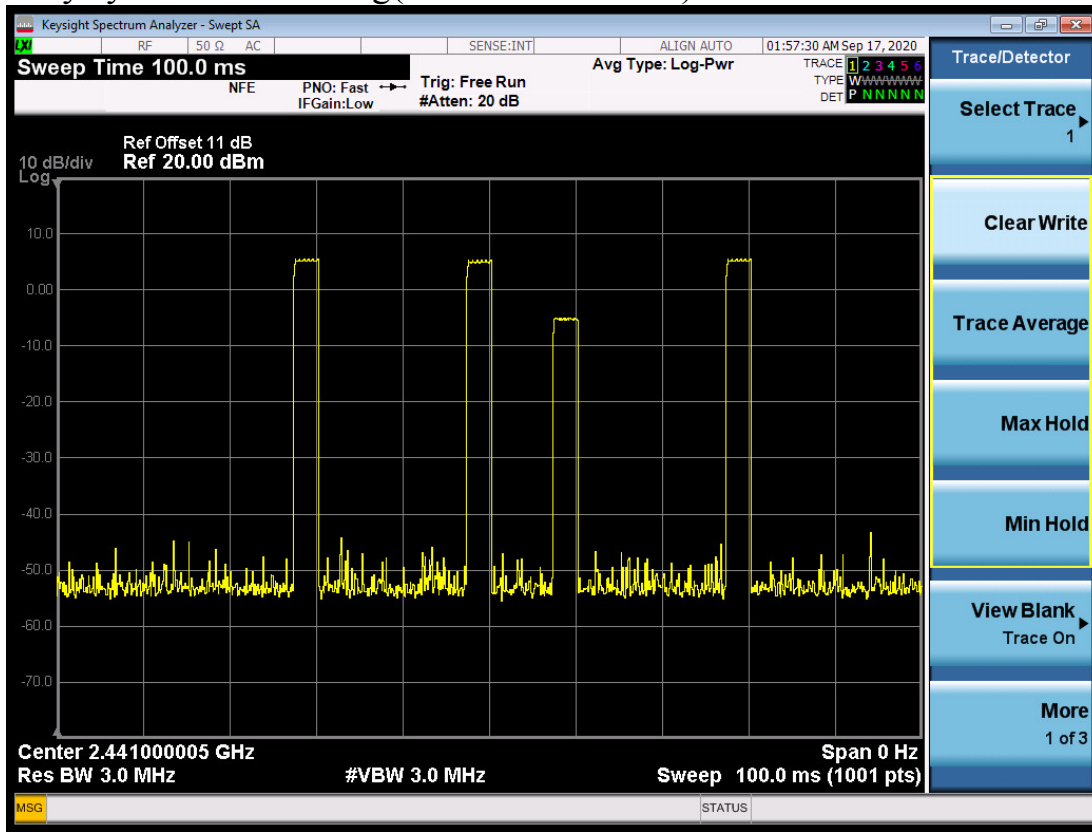 Keysight Spectrum Analyzer - Swept SA
LXI RF 50 Ω AC SENSE:INT ALIGN AUTO 01:57:30 AM Sep 17, 2020
Sweep Time 100.0 ms
NFE
PNO: Fast
IFGain:Low
Trig: Free Run
#Atten: 20 dB
Avg Type: Log-Pwr
TRACE 1 2 3 4 5 6
TYPE WWWWWW
DET P N N N N N
10 dB/div
Log
Ref Offset 11 dB
Ref 20.00 dBm
10.0
0.00
-10.0
-20.0
-30.0
-40.0
-50.0
-60.0
-70.0
Center 2.441000005 GHz Span 0 Hz
Res BW 3.0 MHz #VBW 3.0 MHz Sweep 100.0 ms (1001 pts)
MSG STATUS
Trace/Detector
Select Trace
1
Clear Write
Trace Average
Max Hold
Min Hold
View Blank
Trace On
More
1 of 3